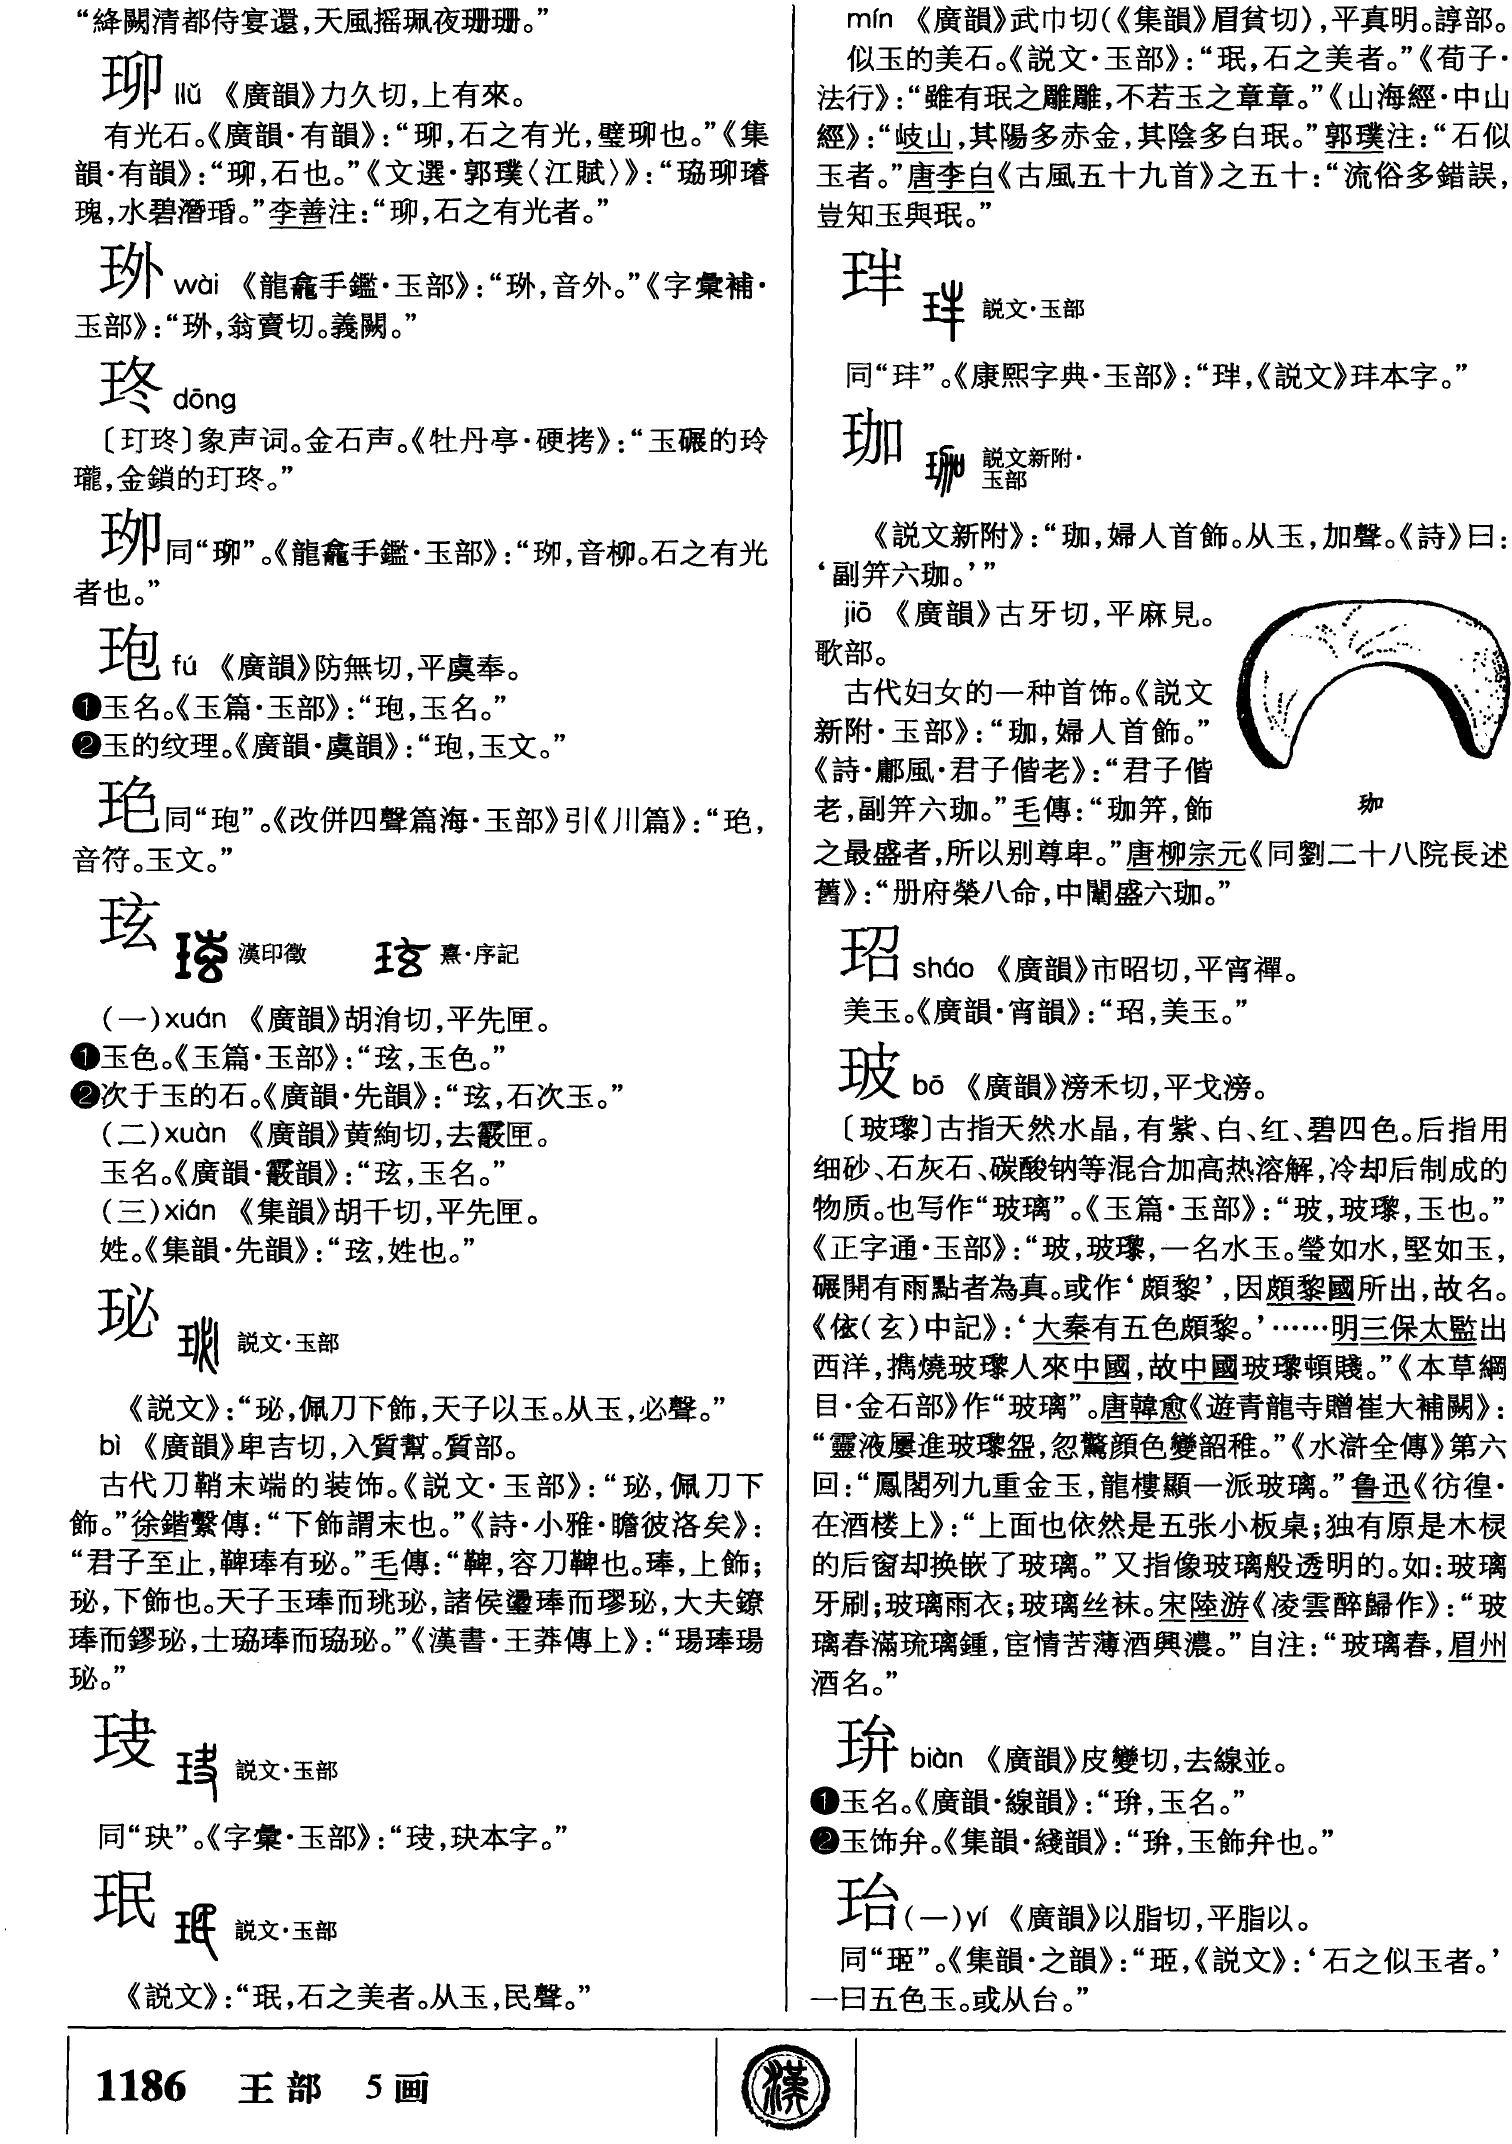 “絳闕清都侍宴還，天風摇珮夜珊珊。”
珋 liǔ 《廣韻》力久切，上有來。
有光石。《廣韻·有韻》：“珋，石之有光，璧珋也。”《集
韻·有韻》：“珋，石也。”《文選·郭璞〈江賦〉》：“珕珋璿
瑰，水碧潛琘。”李善注：“珋，石之有光者。”
𤤫 wài 《龍龕手鑑·玉部》：“𤤫，音外。”《字彙補·
玉部》：“𤤫，翁賣切。義闕。”
㻈 dōng
〔玎㻈〕象声词。金石声。《牡丹亭·硬拷》：“玉碾的玲
瓏，金鎖的玎㻈。”
同“珋”。《龍龕手鑑·玉部》：“音柳。石之有光
者也。”
玸 fú 《廣韻》防無切，平虞奉。
❶玉名。《玉篇·玉部》：“玸，玉名。”
❷玉的纹理。《廣韻·虞韻》：“玸，玉文。”
同“玸”。《改併四聲篇海·玉部》引《川篇》：“
音符。玉文。”
玹 漢印徵 熹·序記
（一）xuán 《廣韻》胡涓切，平先匣。
❶玉色。《玉篇·玉部》：“玹，玉色。”
❷次于玉的石。《廣韻·先韻》：“玹，石次玉。”
（二）xuàn 《廣韻》黄絢切，去霰匣。
玉名。《廣韻·霰韻》：“玹，玉名。”
（三）xián 《集韻》胡千切，平先匣。
姓。《集韻·先韻》：“玹，姓也。”
珌 説文·玉部
《説文》：“珌，佩刀下飾，天子以玉。从玉，必聲。”
bì 《廣韻》卑吉切，入質幫。質部。
古代刀鞘末端的装饰。《説文·玉部》：“珌，佩刀下
飾。”徐鍇繫傳：“下飾謂末也。”《詩·小雅·瞻彼洛矣》：
“君子至止，鞞琫有珌。”毛傳：“鞞，容刀鞞也。琫，上飾；
珌，下飾也。天子玉琫而珧珌，諸侯璗琫而璆珌，大夫鐐
琫而鏐珌，士珕琫而珕珌。”《漢書·王莽傳上》：“瑒琫瑒
珌。”
説文·玉部
同“玦”。《字彙·玉部》：“玦本字。”
珉 説文·玉部
《説文》：“珉，石之美者。从玉，民聲。”
mín 《廣韻》武巾切（《集韻》眉貧切），平真明。諄部。
似玉的美石。《説文·玉部》：“珉，石之美者。”《荀子·
法行》：“雖有珉之雕雕，不若玉之章章。”《山海經·中山
經》：“岐山，其陽多赤金，其陰多白珉。”郭璞注：“石似
玉者。”唐李白《古風五十九首》之五十：“流俗多錯誤，
豈知玉與珉。”
説文·玉部
同“玤”。《康熙字典·玉部》：“《説文》玤本字。”
珈 説文新附·
玉部
《説文新附》：“珈，婦人首飾。从玉，加聲。《詩》曰：
‘副笄六珈。’”
jiā 《廣韻》古牙切，平麻見。
歌部。
古代妇女的一种首饰。《説文
新附·玉部》：“珈，婦人首飾。”
《詩·鄘風·君子偕老》：“君子偕
老，副笄六珈。”毛傳：“珈笄，飾
之最盛者，所以别尊卑。”唐柳宗元《同劉二十八院長述
舊》：“册府榮八命，中闈盛六珈。”
珈
玿 sháo 《廣韻》市昭切，平宵禪。
美玉。《廣韻·宵韻》：“玿，美玉。”
玻 bō 《廣韻》滂禾切，平戈滂。
〔玻瓈〕古指天然水晶，有紫、白、红、碧四色。后指用
细砂、石灰石、碳酸钠等混合加高热溶解，冷却后制成的
物质。也写作“玻璃”。《玉篇·玉部》：“玻，玻瓈，玉也。”
《正字通·玉部》：“玻，玻瓈，一名水玉。瑩如水，堅如玉，
碾開有雨點者為真。或作‘頗黎’，因頗黎國所出，故名。
《依（玄）中記》：‘大秦有五色頗黎。’……明三保太監出
西洋，攜燒玻瓈人來中國，故中國玻瓈頓賤。”《本草綱
目·金石部》作“玻璃”。唐韓愈《遊青龍寺贈崔大補闕》：
“靈液屢進玻瓈盌，忽驚顔色變韶稚。”《水滸全傳》第六
回：“鳳閣列九重金玉，龍樓顯一派玻璃。”鲁迅《彷徨·
在酒楼上》：“上面也依然是五张小板桌；独有原是木棂
的后窗却换嵌了玻璃。”又指像玻璃般透明的。如：玻璃
牙刷；玻璃雨衣；玻璃丝袜。宋陸游《凌雲醉歸作》：“玻
璃春滿琉璃鍾，宦情苦薄酒興濃。”自注：“玻璃春，眉州
酒名。”
㺹 biàn 《廣韻》皮變切，去線並。
❶玉名。《廣韻·線韻》：“㺹，玉名。”
❷玉饰弁。《集韻·綫韻》：“㺹，玉飾弁也。”
珆（一）yí 《廣韻》以脂切，平脂以。
同“㺿”。《集韻·之韻》：“㺿，《説文》：‘石之似玉者。’
一曰五色玉。或从台。”
1186 王部 5画
漢